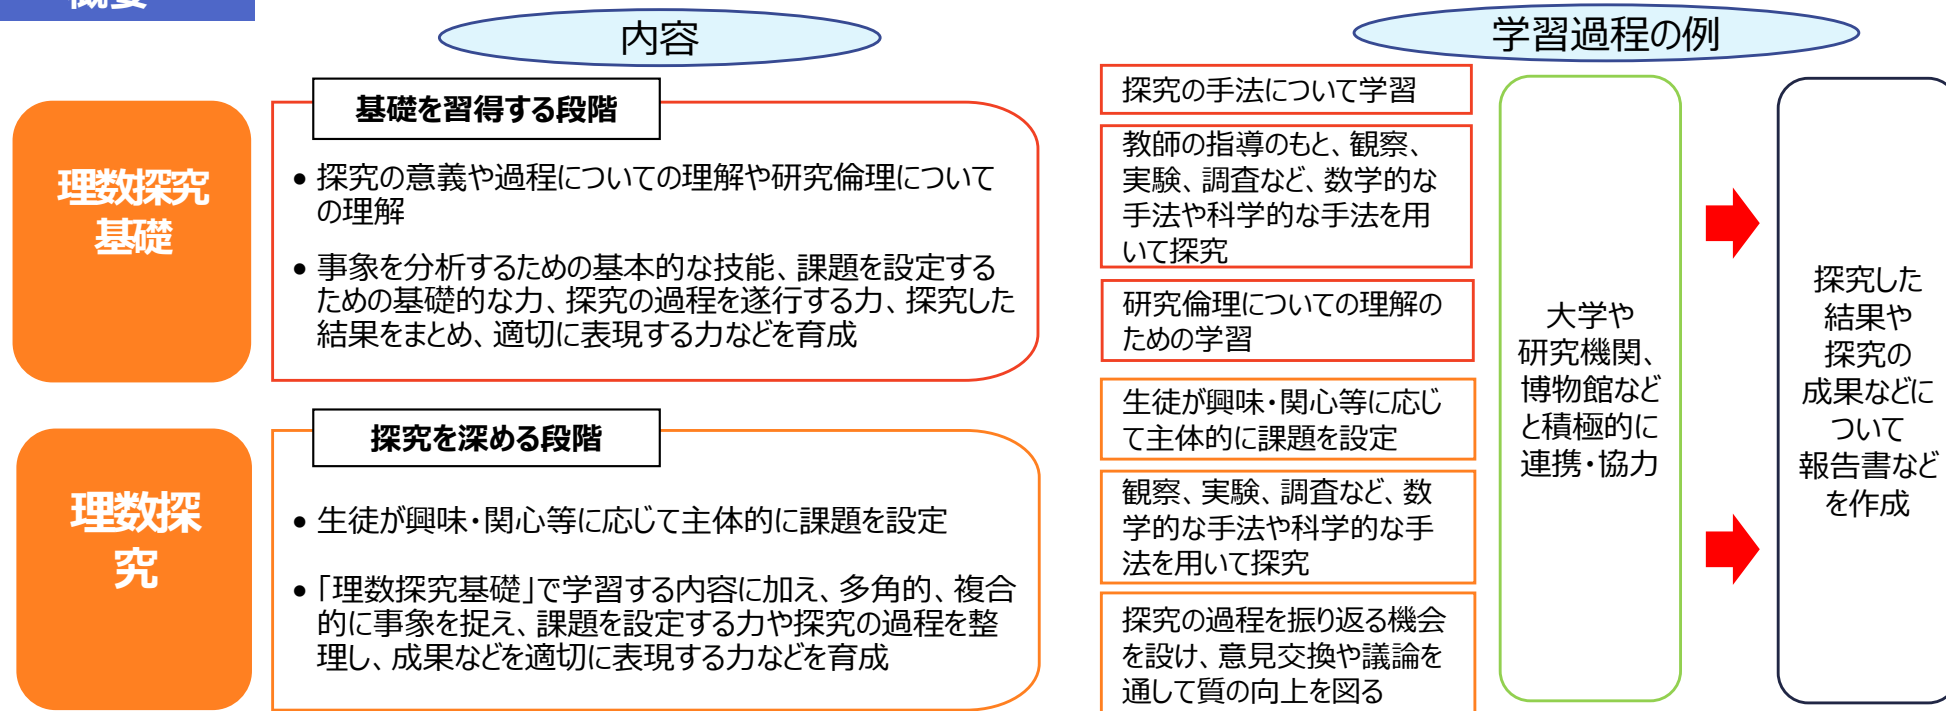 概要
内容
学習過程の例
理数探究
基礎
基礎を習得する段階
• 探究の意義や過程についての理解や研究倫理について
の理解
• 事象を分析するための基本的な技能、課題を設定する
ための基礎的な力、探究の過程を遂行する力、探究した
結果をまとめ、適切に表現する力などを育成
理数探
究
探究を深める段階
• 生徒が興味・関心等に応じて主体的に課題を設定
• 「理数探究基礎」で学習する内容に加え、多角的、複合
的に事象を捉え、課題を設定する力や探究の過程を整
理し、成果などを適切に表現する力などを育成
探究の手法について学習
教師の指導のもと、観察、
実験、調査など、数学的な
手法や科学的な手法を用
いて探究
研究倫理についての理解の
ための学習
生徒が興味・関心等に応じ
て主体的に課題を設定
観察、実験、調査など、数
学的な手法や科学的な手
法を用いて探究
探究の過程を振り返る機会
を設け、意見交換や議論を
通して質の向上を図る
大学や
研究機関、
博物館など
と積極的に
連携・協力
探究した
結果や
探究の
成果などに
ついて
報告書など
を作成